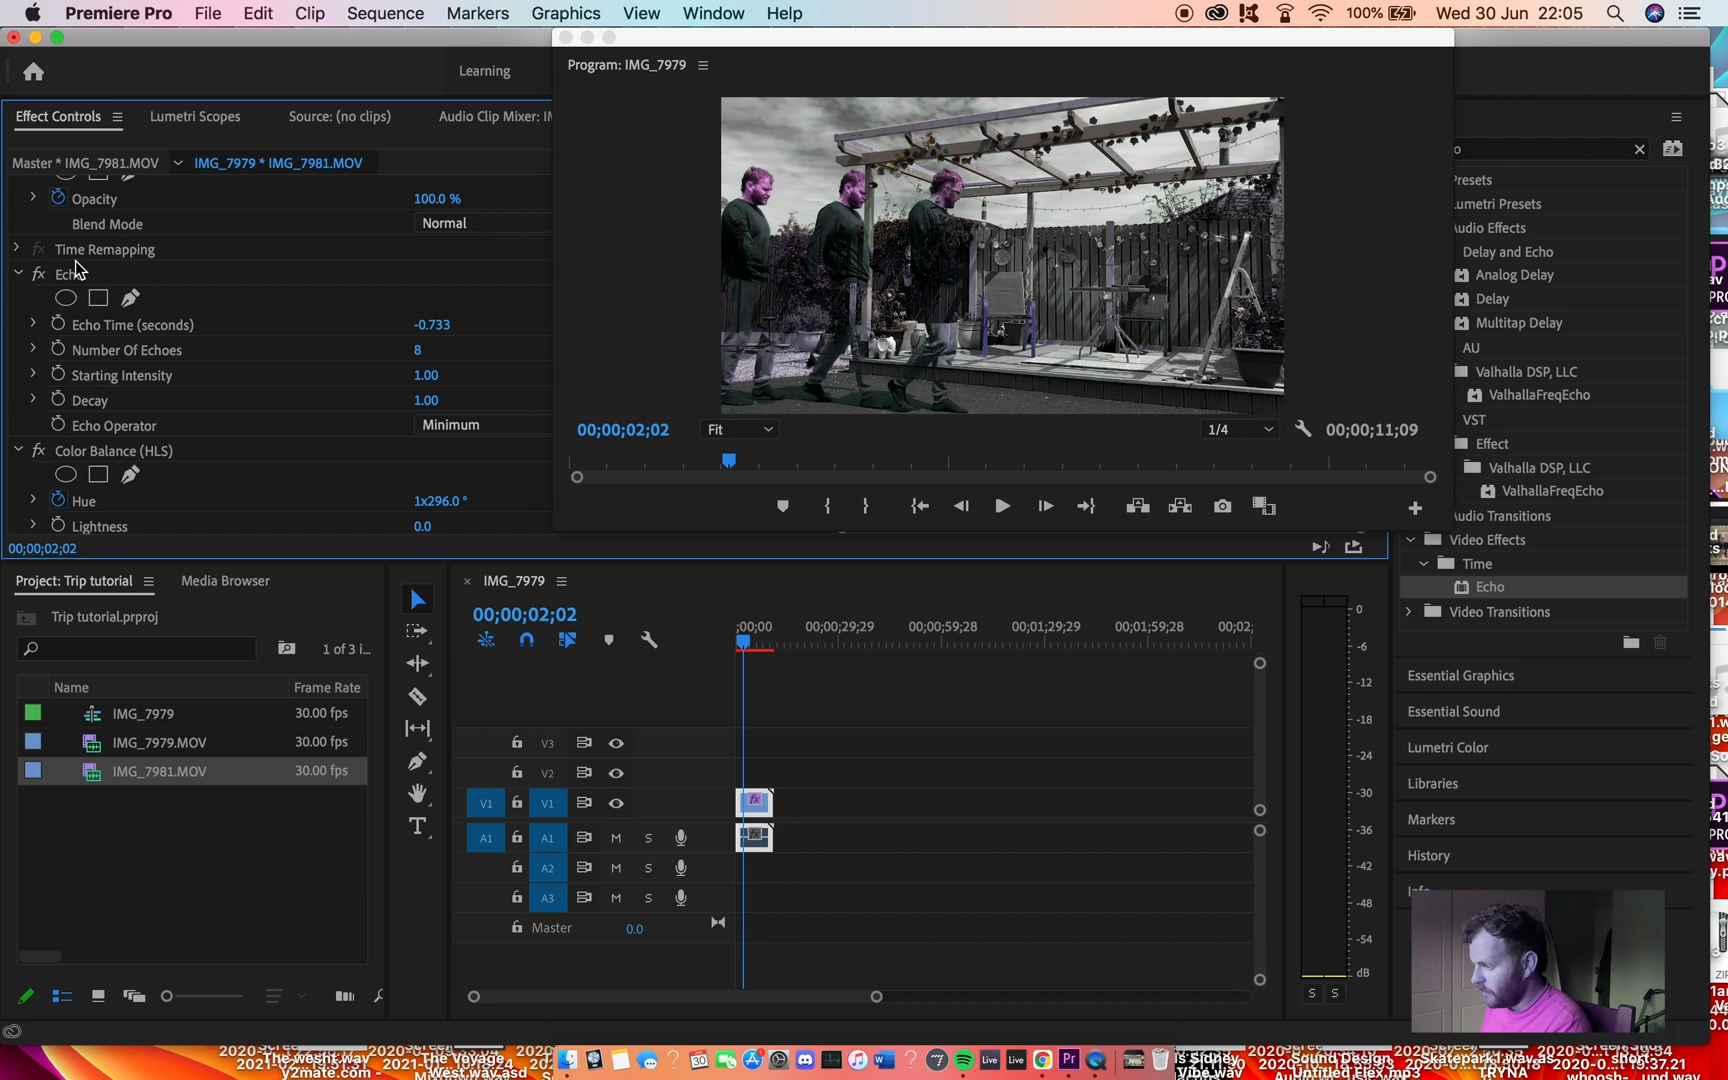 Premiere Pro File Edit Clip Sequence Markers Graphics View Window Help 100% Wed 30 Jun 22:05
Learning
Program: IMG_7979
Effect Controls Lumetri Scopes Source: (no clips) Audio Clip Mixer: IM
Master * IMG_7981.MOV IMG_7979 * IMG_7981.MOV
Opacity 100.0 %
Blend Mode Normal
fx Time Remapping
fx Ech
Echo Time (seconds) -0.733
Number Of Echoes 8
Starting Intensity 1.00
Decay 1.00
Echo Operator Minimum
fx Color Balance (HLS)
Hue 1x296.0 °
Lightness 0.0
00;00;02;02
00;00;02;02 Fit 1/4 00;00;11;09
o
Presets
umetri Presets
udio Effects
Delay and Echo
Analog Delay
Delay
Multitap Delay
AU
Valhalla DSP, LLC
ValhallaFreqEcho
VST
Effect
Valhalla DSP, LLC
ValhallaFreqEcho
udio Transitions
Video Effects
Time
Echo
Video Transitions
Essential Graphics
Essential Sound
Lumetri Color
Libraries
Markers
History
Project: Trip tutorial Media Browser
Trip tutorial.prproj
1 of 3 i...
Name Frame Rate
IMG_7979 30.00 fps
IMG_7979.MOV 30.00 fps
IMG_7981.MOV 30.00 fps
× IMG_7979
00;00;02;02
;00;00 00;00;29;29 00;00;59;28 00;01;29;29 00;01;59;28 00;02;
V3
V2
V1 V1 fx
A1 A1 M S fx
A2 M S
A3 M S
Master 0.0
0
-6
-12
-18
-24
-30
-36
-42
-48
-54
dB
S S